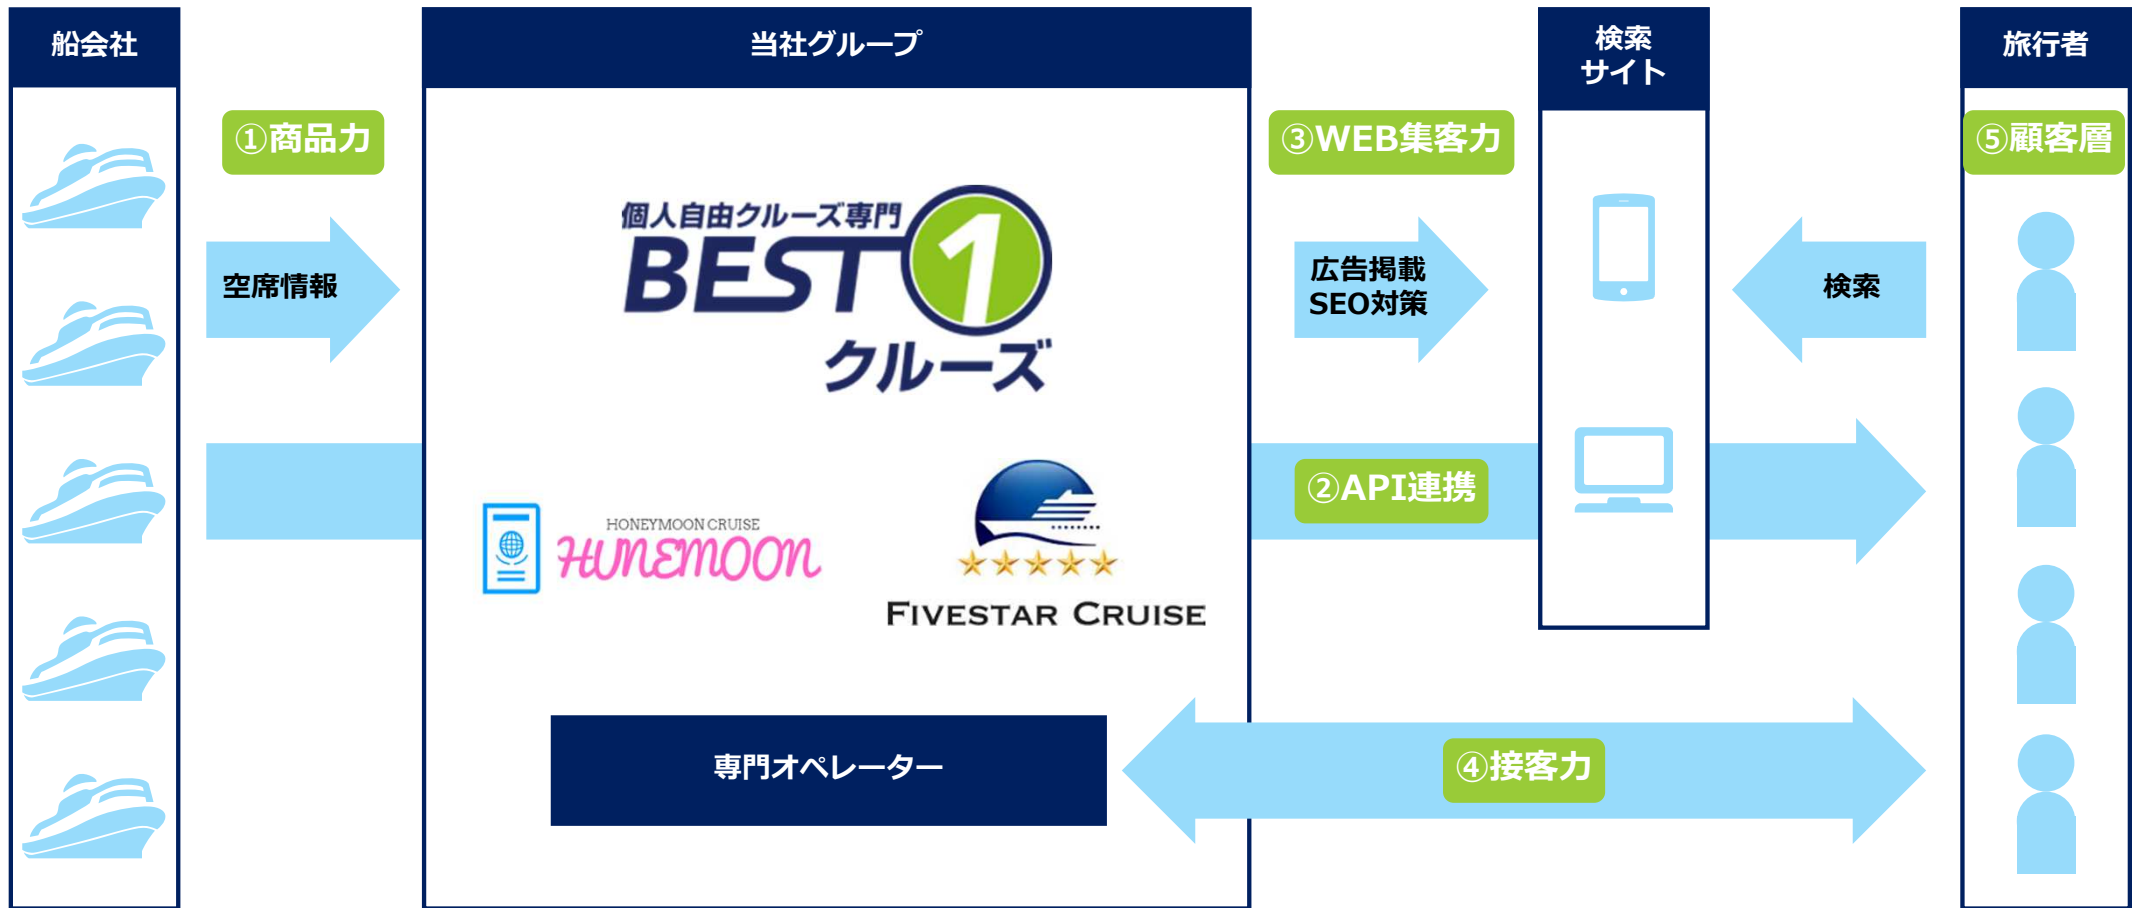 船会社
当社グループ
検索
サイト
旅行者
①商品力
③WEB集客力
⑤顧客層
空席情報
個人自由クルーズ専門
BEST1
クルーズ
広告掲載
SEO対策
検索
②API連携
HONEYMOON CRUISE
HUNEMOON
FIVESTAR CRUISE
専門オペレーター
④接客力